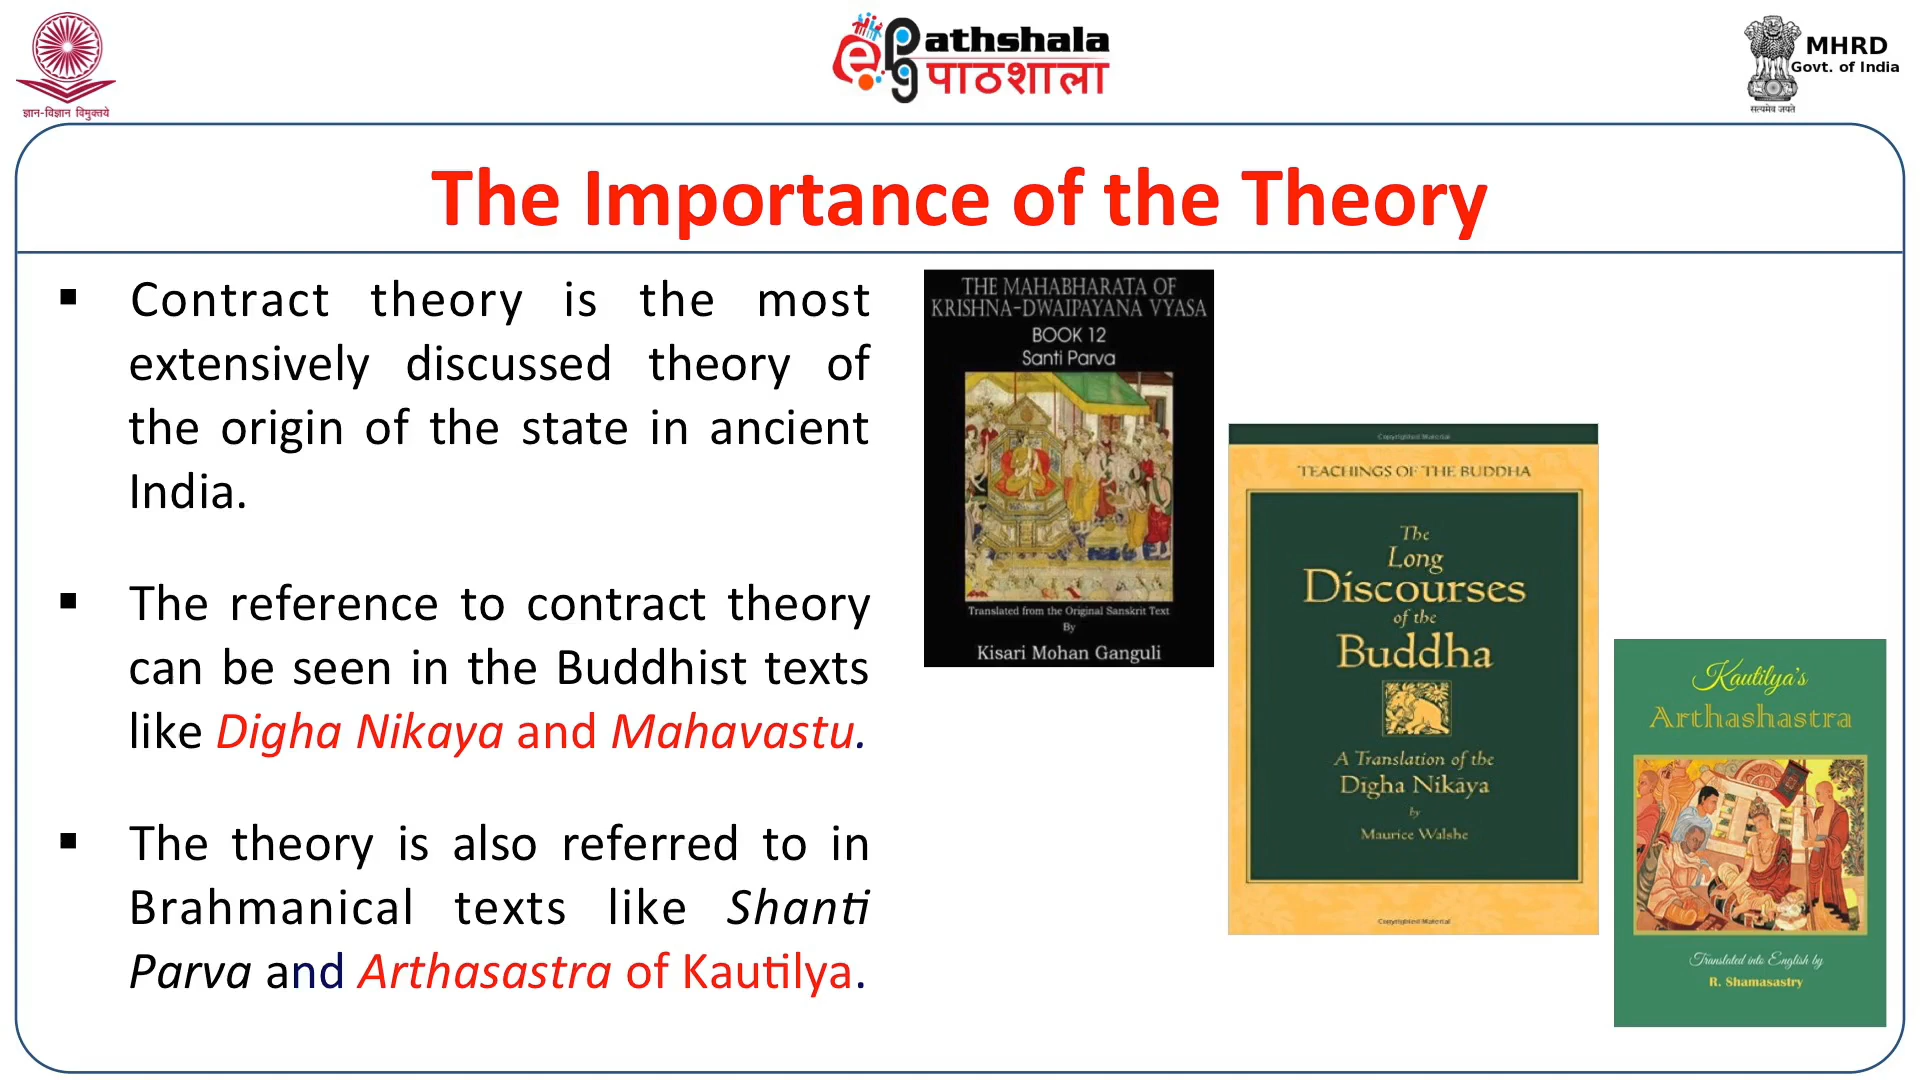 ज्ञान-विज्ञान विमुक्तये
ePg Pathshala
पाठशाला
MHRD
Govt. of India
सत्यमेव जयते
The Importance of the Theory
▪ Contract theory is the most
extensively discussed theory of
the origin of the state in ancient
India.
▪ The reference to contract theory
can be seen in the Buddhist texts
like Digha Nikaya and Mahavastu.
▪ The theory is also referred to in
Brahmanical texts like Shanti
Parva and Arthasastra of Kautilya.
THE MAHABHARATA OF
KRISHNA-DWAIPAYANA VYASA
BOOK 12
Santi Parva
Translated from the Original Sanskrit Text
By
Kisari Mohan Ganguli
Copyrighted Material
TEACHINGS OF THE BUDDHA
The
Long
Discourses
of the
Buddha
A Translation of the
Dīgha Nikāya
by
Maurice Walshe
Copyrighted Material
Kautilya's
Arthashastra
Translated into English by
R. Shamasastry